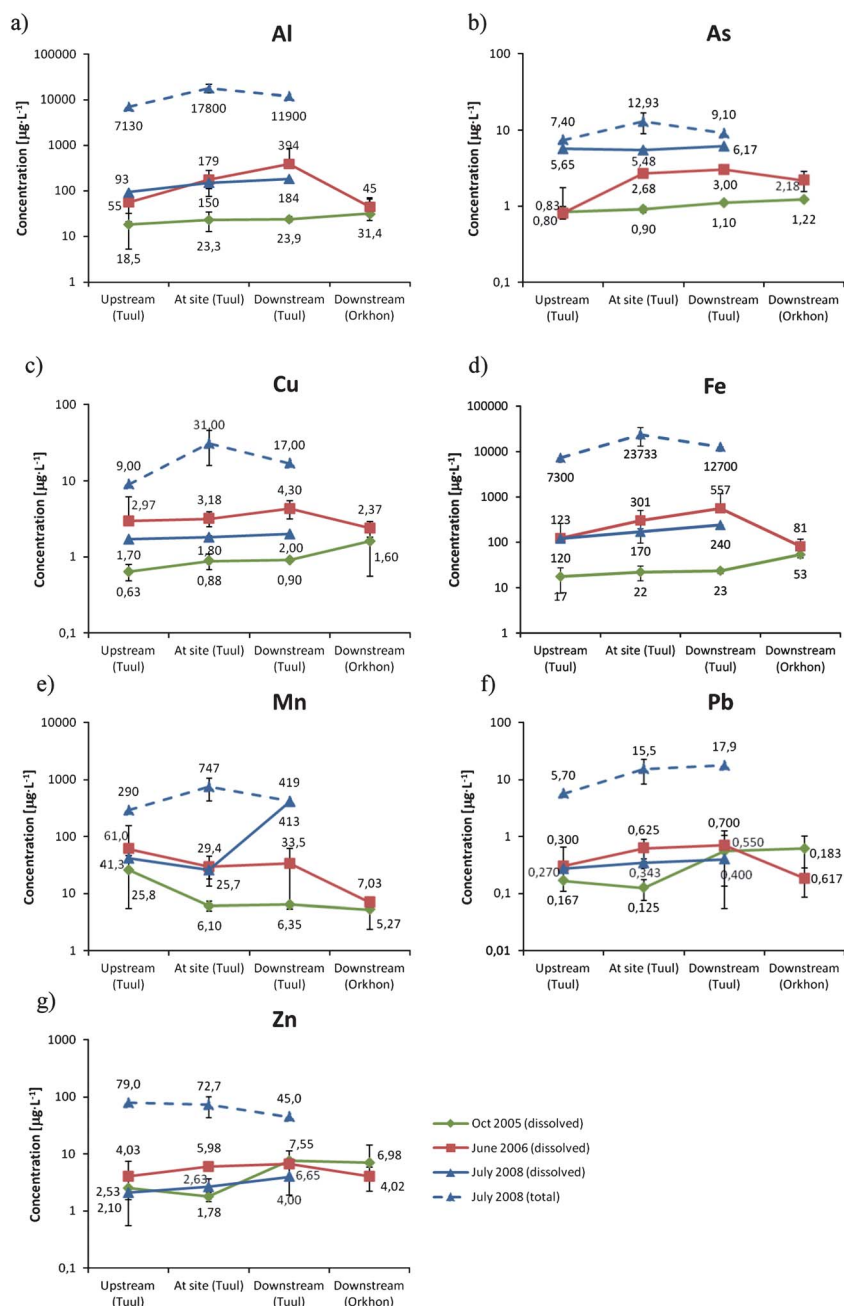 a)
Al
Concentration [µg·L⁻¹]
100000
10000
1000
100
10
1
7130
17800
11900
93
179
394
55
150
184
45
18,5
23,3
23,9
31,4
Upstream (Tuul)
At site (Tuul)
Downstream (Tuul)
Downstream (Orkhon)
b)
As
Concentration [µg·L⁻¹]
100
10
1
0,1
7,40
12,93
9,10
5,65
5,48
6,17
0,83
2,68
3,00
2,18
0,80
0,90
1,10
1,22
Upstream (Tuul)
At site (Tuul)
Downstream (Tuul)
Downstream (Orkhon)
c)
Cu
Concentration [µg·L⁻¹]
100
10
1
0,1
9,00
31,00
17,00
2,97
3,18
4,30
2,37
1,70
1,80
2,00
1,60
0,63
0,88
0,90
Upstream (Tuul)
At site (Tuul)
Downstream (Tuul)
Downstream (Orkhon)
d)
Fe
Concentration [µg·L⁻¹]
100000
10000
1000
100
10
1
7300
23733
12700
123
301
557
81
120
170
240
53
17
22
23
Upstream (Tuul)
At site (Tuul)
Downstream (Tuul)
Downstream (Orkhon)
e)
Mn
Concentration [µg·L⁻¹]
10000
1000
100
10
1
290
747
419
413
61,0
29,4
33,5
41,3
25,7
7,03
25,8
6,10
6,35
5,27
Upstream (Tuul)
At site (Tuul)
Downstream (Tuul)
Downstream (Orkhon)
f)
Pb
Concentration [µg·L⁻¹]
100
10
1
0,1
0,01
5,70
15,5
17,9
0,300
0,625
0,700
0,550
0,183
0,270
0,343
0,400
0,617
0,167
0,125
Upstream (Tuul)
At site (Tuul)
Downstream (Tuul)
Downstream (Orkhon)
g)
Zn
Concentration [µg·L⁻¹]
1000
100
10
1
0,1
79,0
72,7
45,0
4,03
5,98
7,55
6,98
2,53
2,63
6,65
4,02
2,10
1,78
4,00
Upstream (Tuul)
At site (Tuul)
Downstream (Tuul)
Downstream (Orkhon)
Oct 2005 (dissolved)
June 2006 (dissolved)
July 2008 (dissolved)
July 2008 (total)